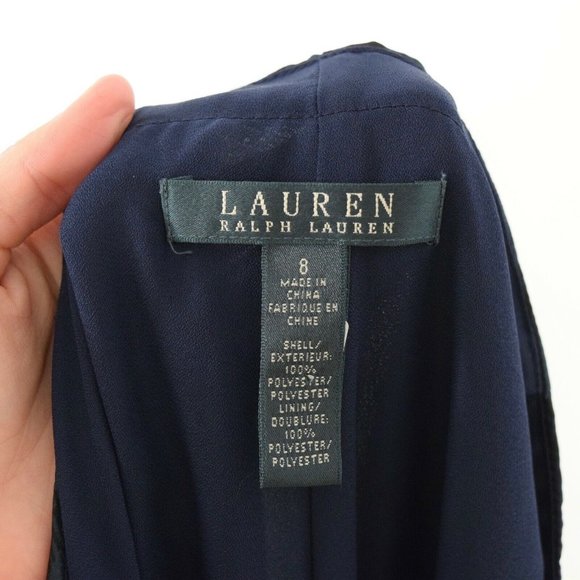 LAUREN
RALPH LAUREN
8
MADE IN
CHINA
FABRIQUE EN
CHINE
SHELL/
EXTERIEUR:
100%
POLYESTER/
POLYESTER
LINING/
DOUBLURE:
100%
POLYESTER/
POLYESTER